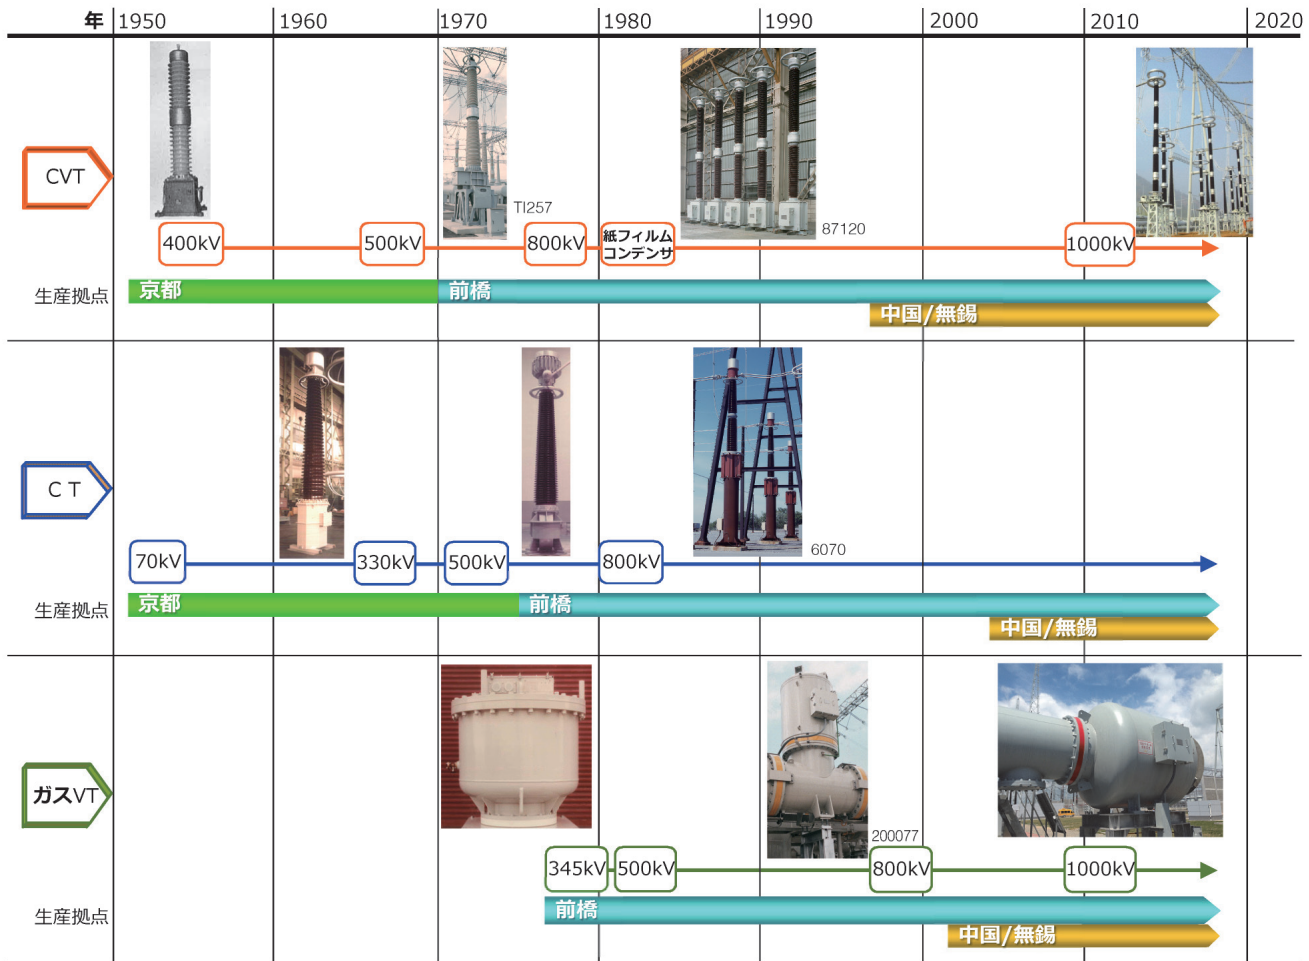 年 1950 1960 1970 1980 1990 2000 2010 2020
CVT
TI257
87120
400kV 500kV 800kV 紙フィルム
コンデンサ
1000kV
生産拠点 京都 前橋
中国/無錫
CT
6070
70kV 330kV 500kV 800kV
生産拠点 京都 前橋
中国/無錫
ガスVT
200077
345kV 500kV 800kV 1000kV
生産拠点 前橋
中国/無錫